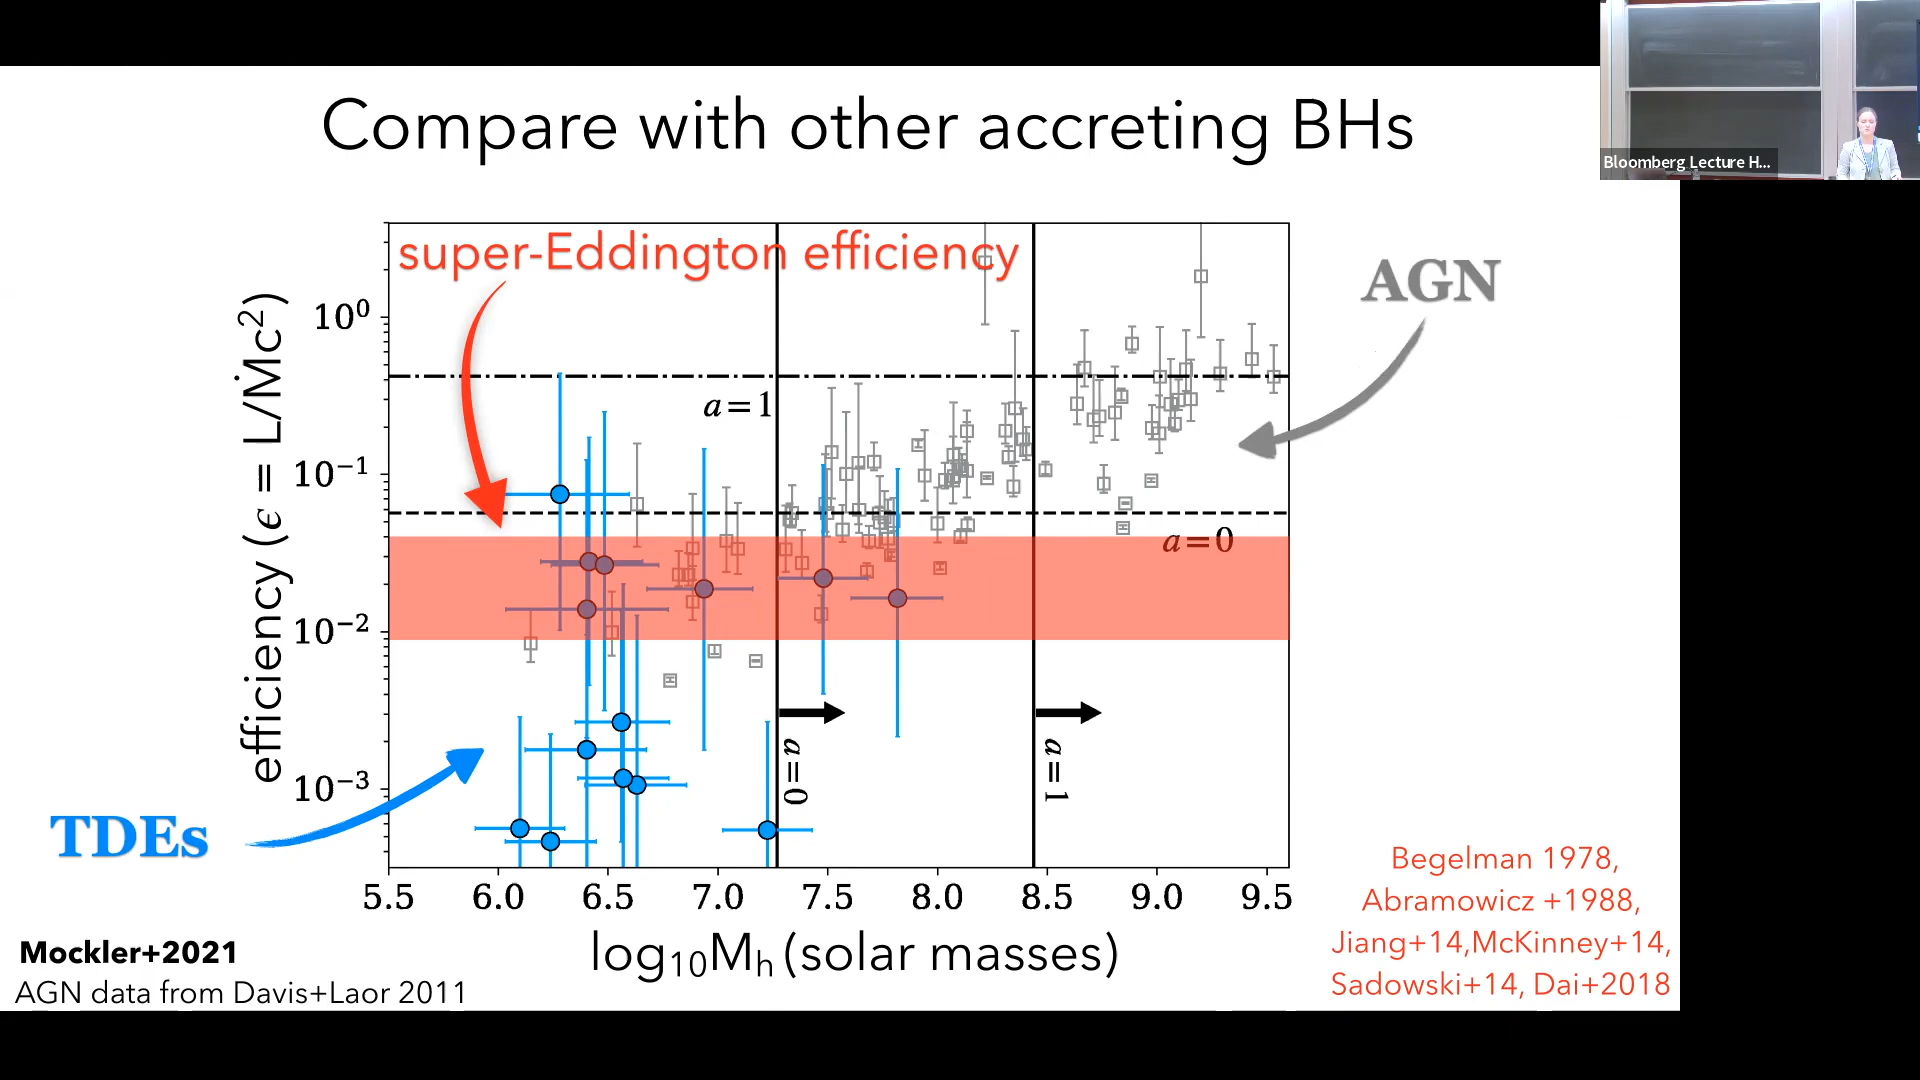 Compare with other accreting BHs
Bloomberg Lecture H...
super-Eddington efficiency
AGN
efficiency (ϵ = L/Ṁc²)
10⁰
10⁻¹
10⁻²
10⁻³
a=1
a=0
a=0
a=1
TDEs
5.5 6.0 6.5 7.0 7.5 8.0 8.5 9.0 9.5
log₁₀Mₕ (solar masses)
Mockler+2021
AGN data from Davis+Laor 2011
Begelman 1978,
Abramowicz +1988,
Jiang+14,McKinney+14,
Sadowski+14, Dai+2018